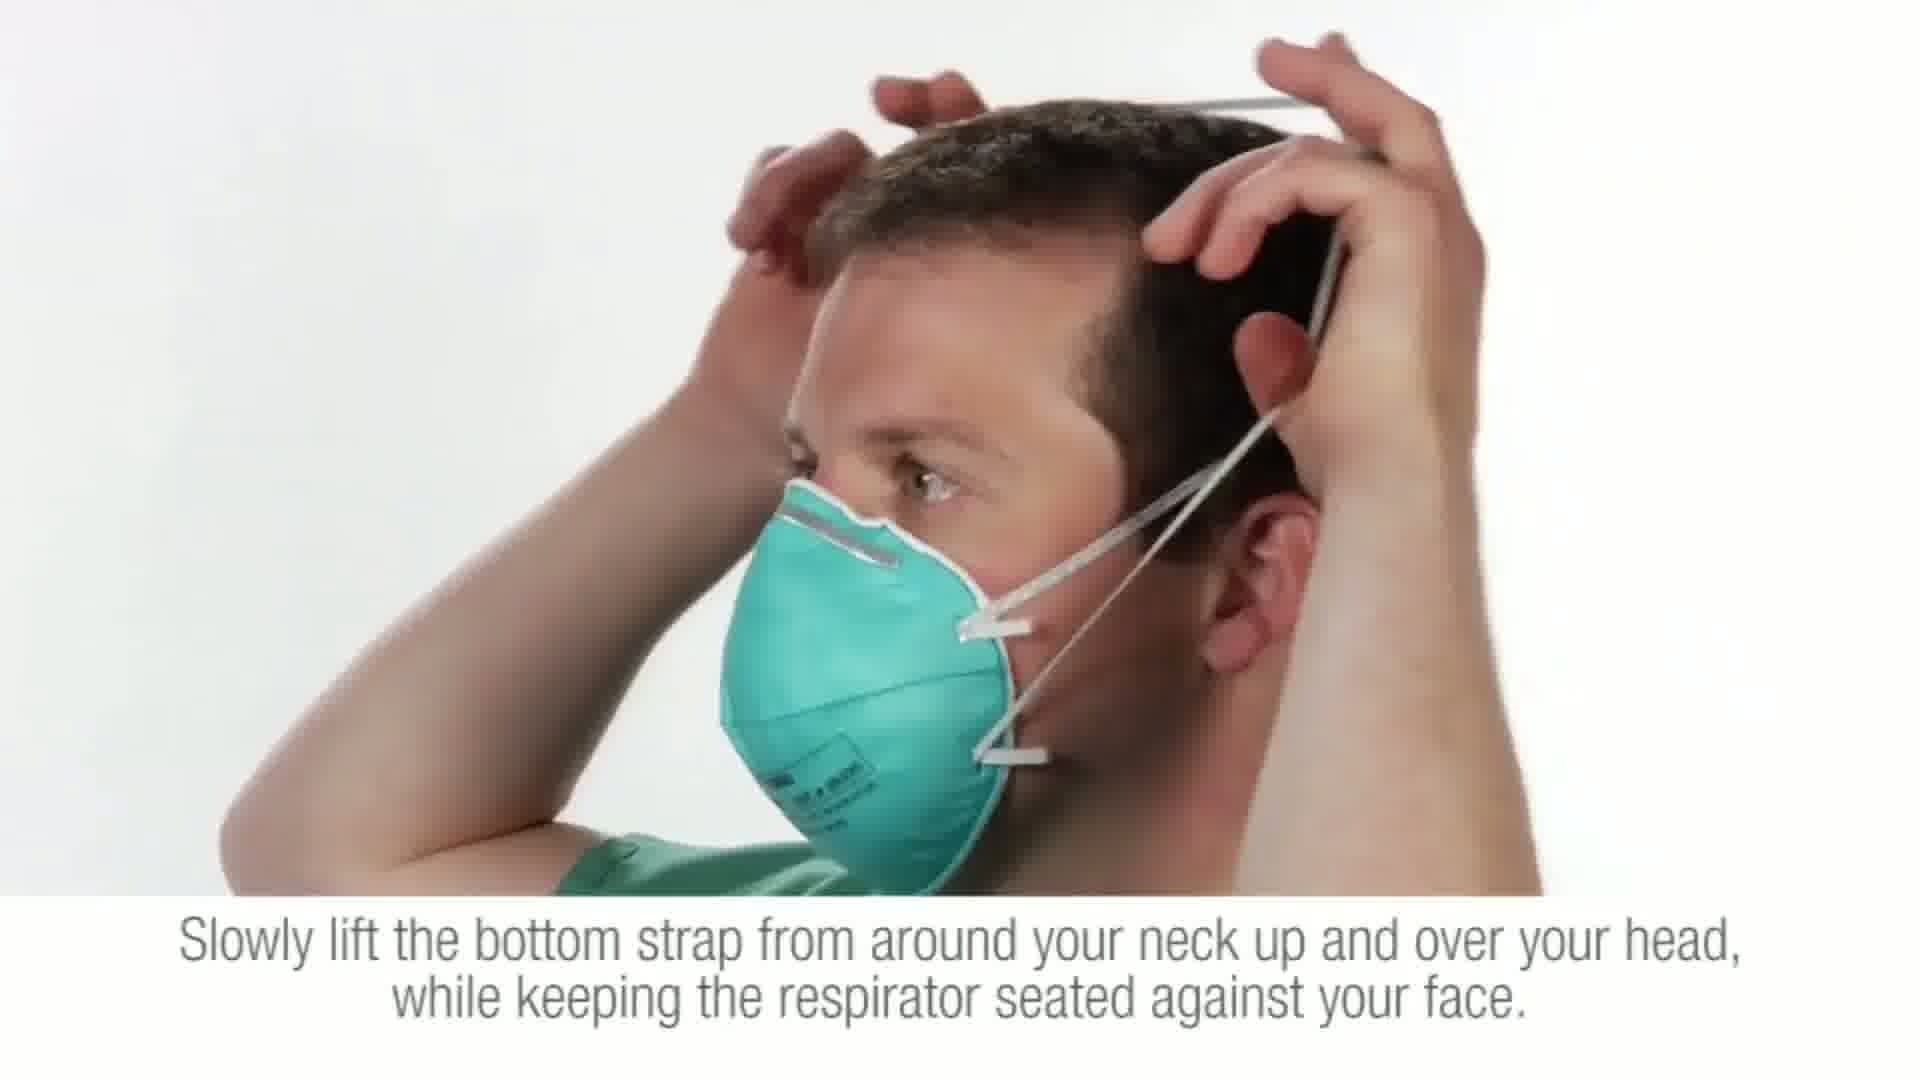 Slowly lift the bottom strap from around your neck up and over your head,
while keeping the respirator seated against your face.